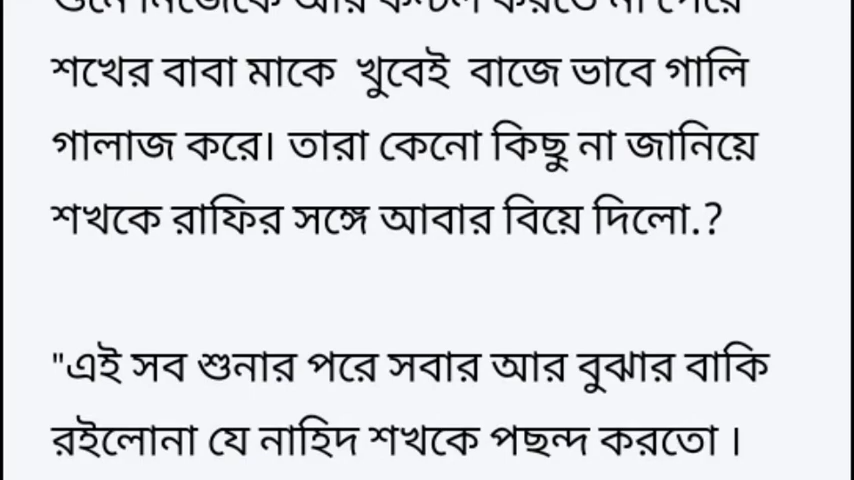 শখের বাবা মাকে খুবেই বাজে ভাবে গালি
গালাজ করে। তারা কেনো কিছু না জানিয়ে
শখকে রাফির সঙ্গে আবার বিয়ে দিলো.?
"এই সব শুনার পরে সবার আর বুঝার বাকি
রইলোনা যে নাহিদ শখকে পছন্দ করতো ।